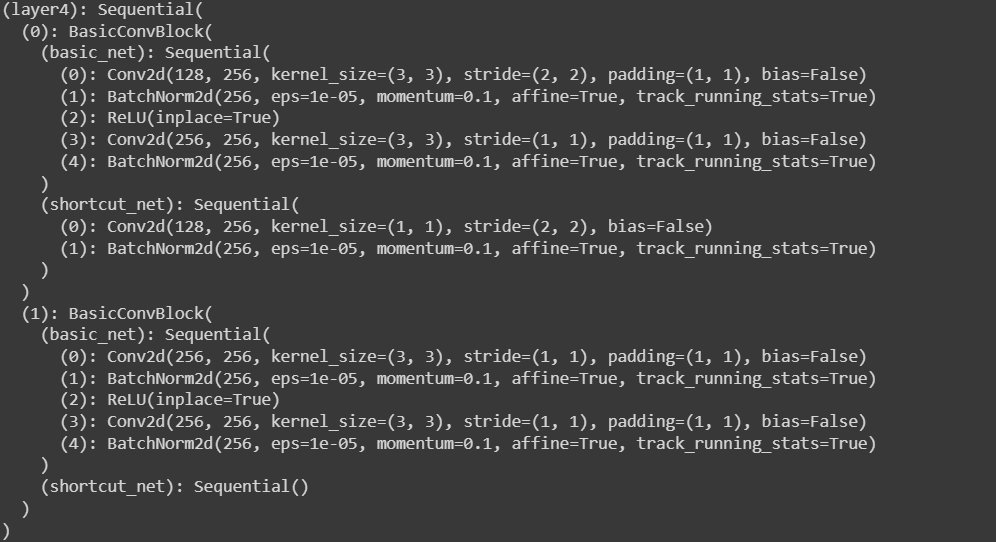 (layer4): Sequential(
  (0): BasicConvBlock(
    (basic_net): Sequential(
      (0): Conv2d(128, 256, kernel_size=(3, 3), stride=(2, 2), padding=(1, 1), bias=False)
      (1): BatchNorm2d(256, eps=1e-05, momentum=0.1, affine=True, track_running_stats=True)
      (2): ReLU(inplace=True)
      (3): Conv2d(256, 256, kernel_size=(3, 3), stride=(1, 1), padding=(1, 1), bias=False)
      (4): BatchNorm2d(256, eps=1e-05, momentum=0.1, affine=True, track_running_stats=True)
    )
    (shortcut_net): Sequential(
      (0): Conv2d(128, 256, kernel_size=(1, 1), stride=(2, 2), bias=False)
      (1): BatchNorm2d(256, eps=1e-05, momentum=0.1, affine=True, track_running_stats=True)
    )
  )
  (1): BasicConvBlock(
    (basic_net): Sequential(
      (0): Conv2d(256, 256, kernel_size=(3, 3), stride=(1, 1), padding=(1, 1), bias=False)
      (1): BatchNorm2d(256, eps=1e-05, momentum=0.1, affine=True, track_running_stats=True)
      (2): ReLU(inplace=True)
      (3): Conv2d(256, 256, kernel_size=(3, 3), stride=(1, 1), padding=(1, 1), bias=False)
      (4): BatchNorm2d(256, eps=1e-05, momentum=0.1, affine=True, track_running_stats=True)
    )
    (shortcut_net): Sequential()
  )
)